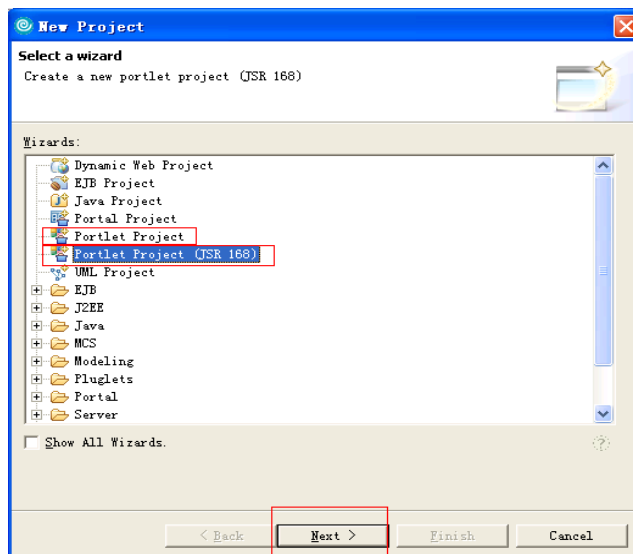 New Project
Select a wizard
Create a new portlet project (JSR 168)
Wizards:
Dynamic Web Project
EJB Project
Java Project
Portal Project
Portlet Project
Portlet Project (JSR 168)
UML Project
EJB
J2EE
Java
MCS
Modeling
Pluglets
Portal
Server
Show All Wizards.
?
< Back Next > Finish Cancel